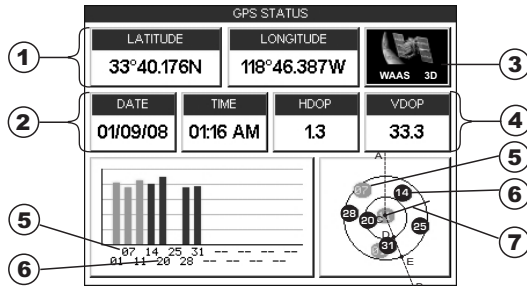 GPS STATUS
LATITUDE LONGITUDE
1 33°40.176N 118°46.387W WAAS 3D 3
DATE TIME HDOP VDOP
2 01/09/08 01:16 AM 1.3 33.3 4
A
5
07 14 6
28 20 25
5 07 14 25 31 -- -- -- -- D 31 7
01 11 20 28 -- -- -- -- E
6